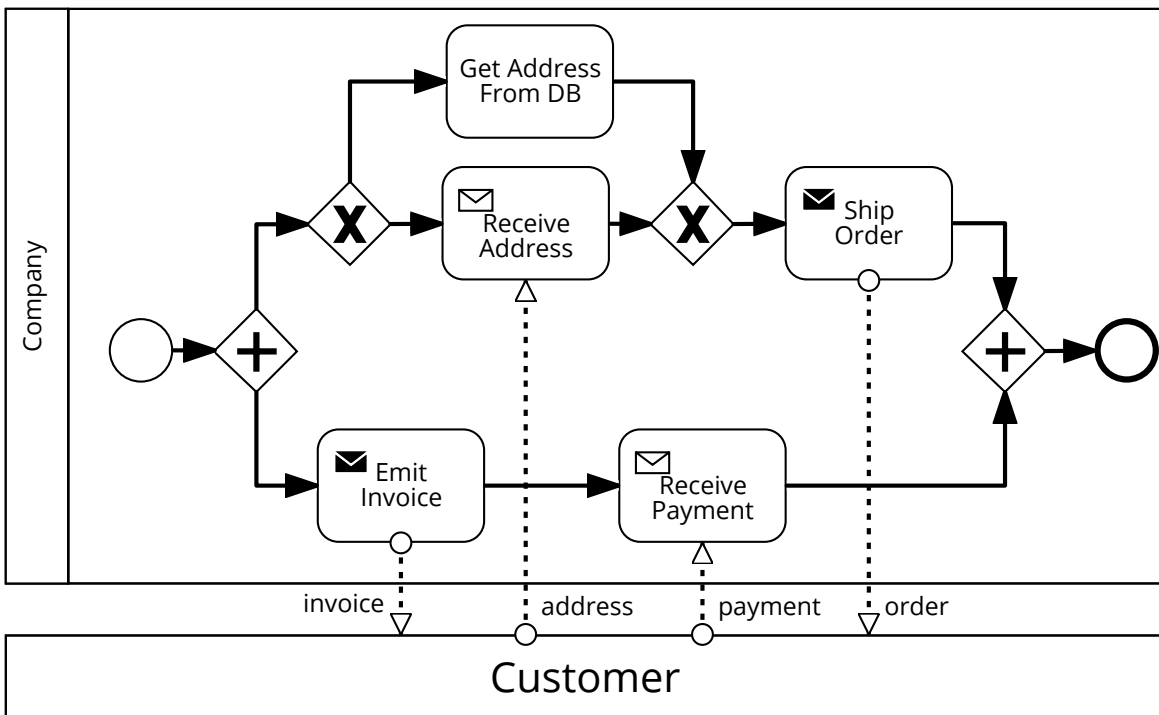 Company
Get Address
From DB
Receive
Address
Ship
Order
Emit
Invoice
Receive
Payment
invoice
address
payment
order
Customer